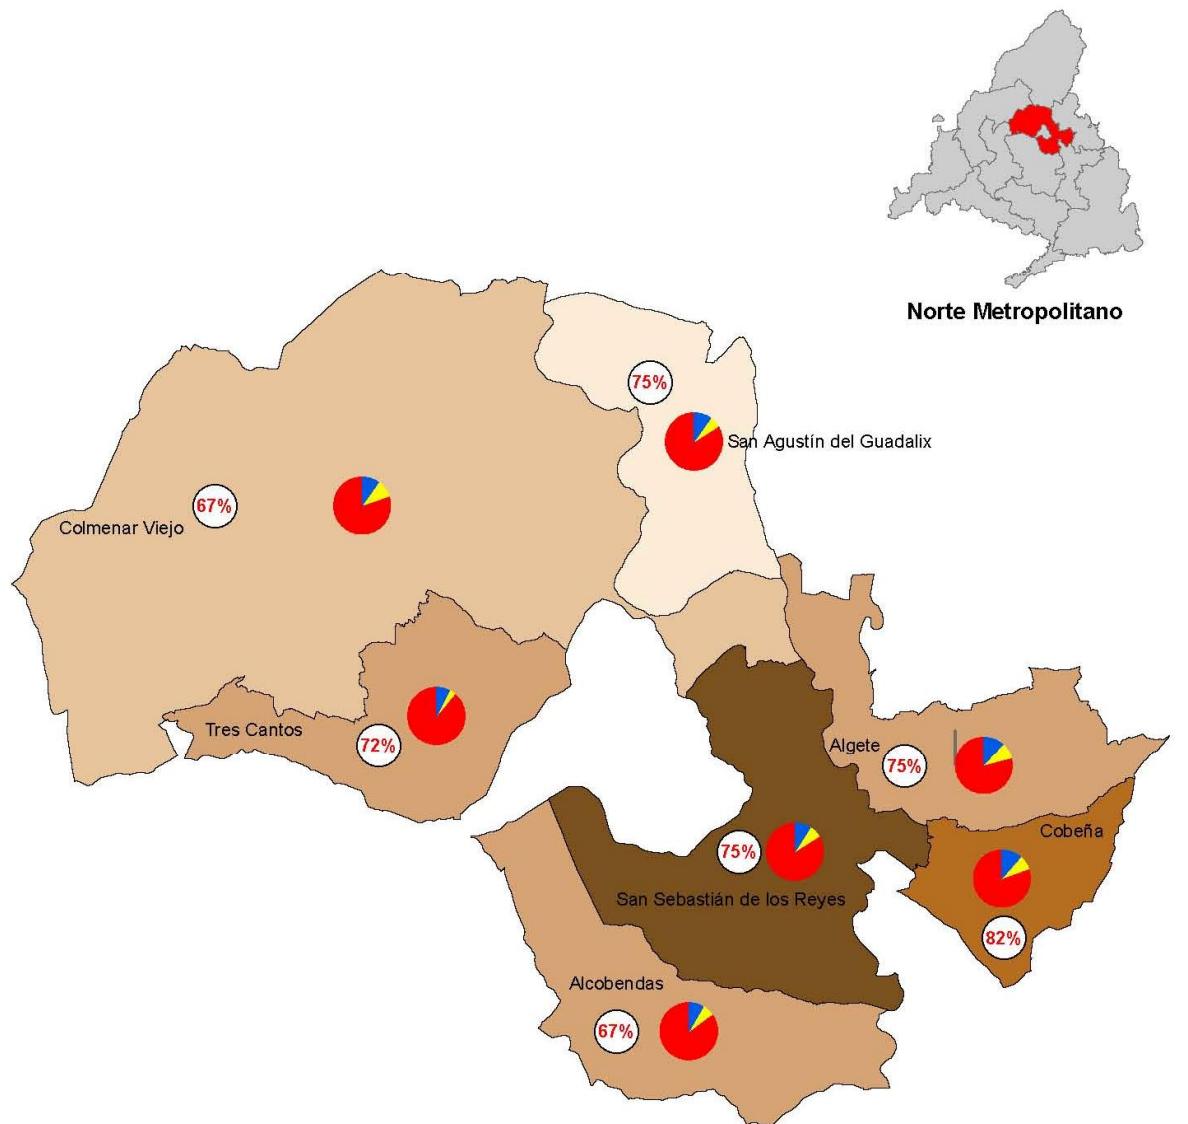 Norte Metropolitano
75%
San Agustín del Guadalix
67%
Colmenar Viejo
Tres Cantos
72%
Algete
75%
Cobeña
75%
San Sebastián de los Reyes
82%
Alcobendas
67%